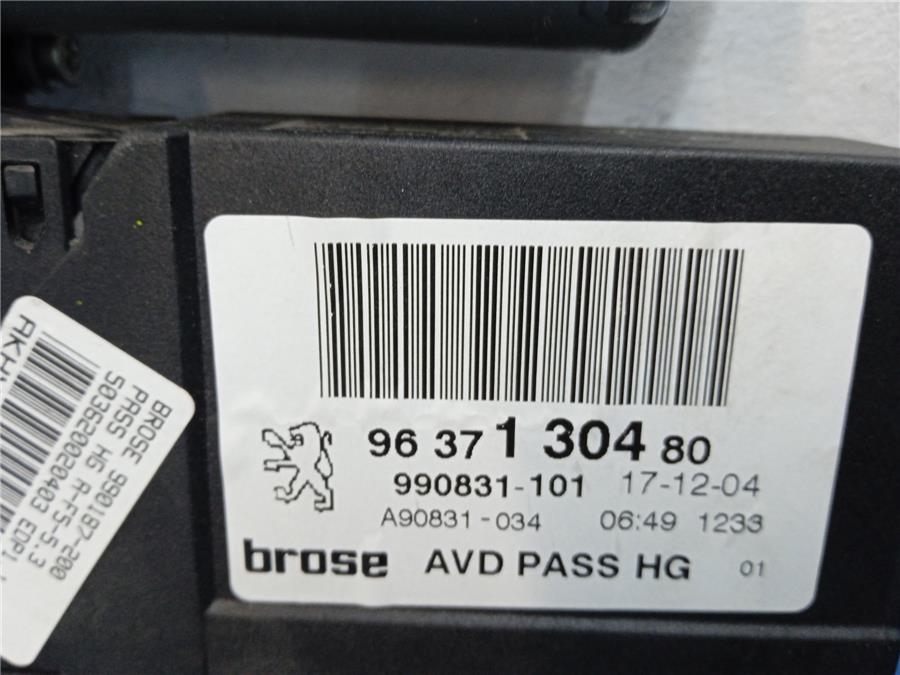 96 37 1 304 80
990831-101 17-12-04
A90831-034 06:49 1233
brose AVD PASS HG 01
BROSE 990187-200
PASS HG A-F5-5.3
503620020403 EDP1